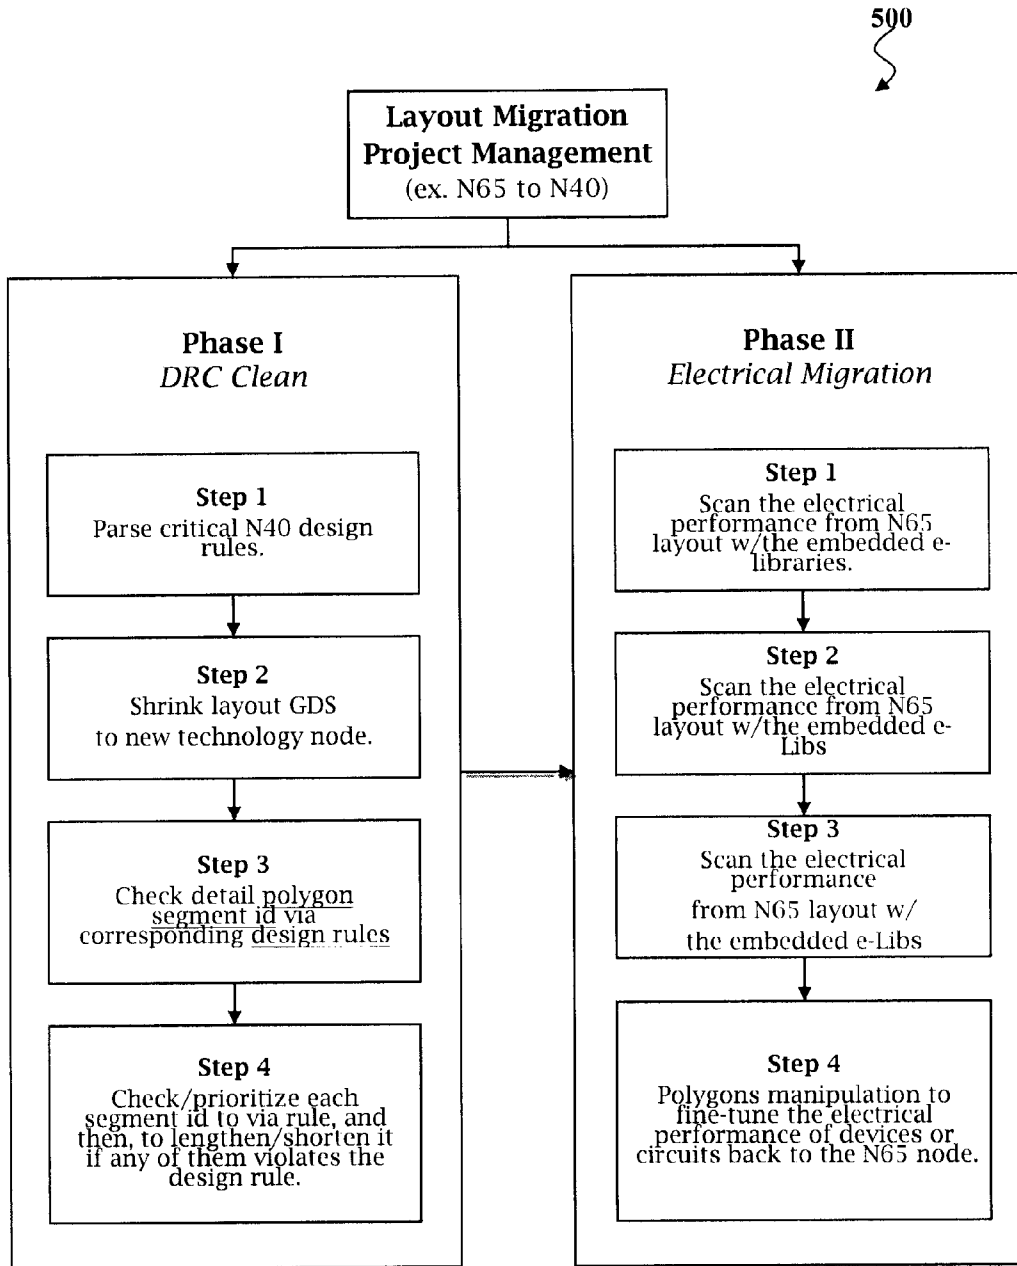 500
Layout Migration
Project Management
(ex. N65 to N40)
Phase I
DRC Clean
Step 1
Parse critical N40 design
rules.
Step 2
Shrink layout GDS
to new technology node.
Step 3
Check detail polygon
segment id via
corresponding design rules
Step 4
Check/prioritize each
segment id to via rule, and
then, to lengthen/shorten it
if any of them violates the
design rule.
Phase II
Electrical Migration
Step 1
Scan the electrical
performance from N65
layout w/the embedded e-
libraries.
Step 2
Scan the electrical
performance from N65
layout w/the embedded e-
Libs
Step 3
Scan the electrical
performance
from N65 layout w/
the embedded e-Libs
Step 4
Polygons manipulation to
fine-tune the electrical
performance of devices or
circuits back to the N65 node.